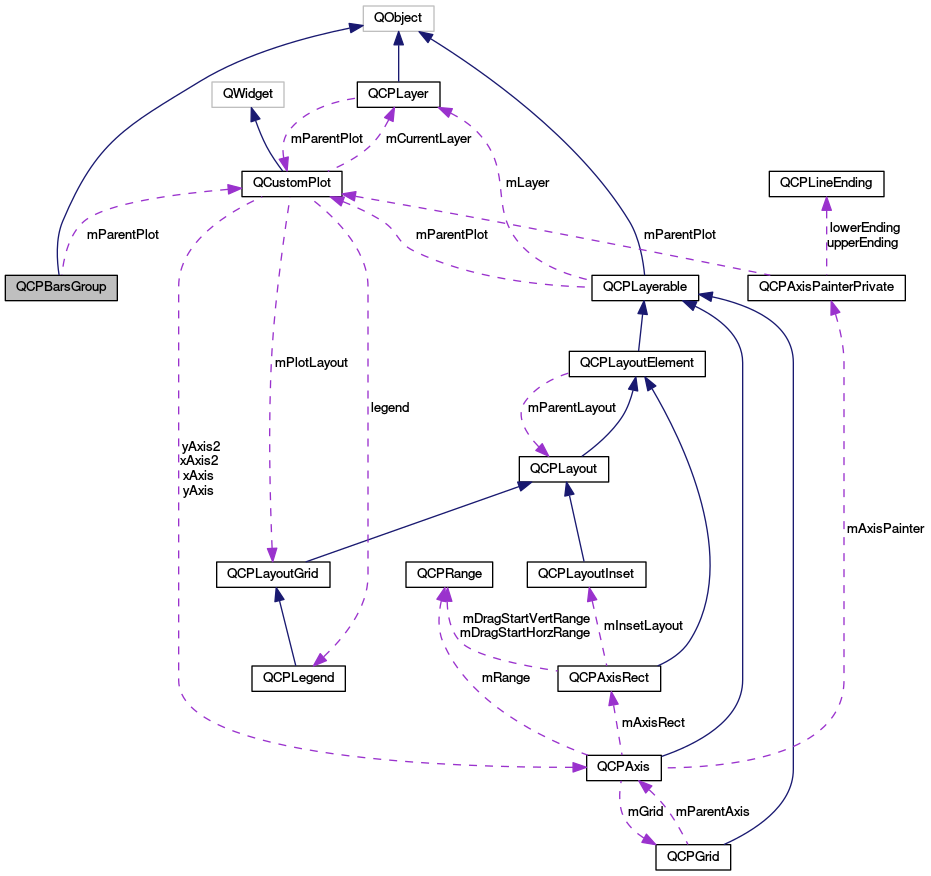 QObject
QWidget
QCPLayer
mParentPlot
mCurrentLayer
QCustomPlot
mLayer
QCPLineEnding
mParentPlot
mParentPlot
mParentPlot
lowerEnding
upperEnding
QCPBarsGroup
QCPLayerable
QCPAxisPainterPrivate
mPlotLayout
QCPLayoutElement
legend
mParentLayout
yAxis2
xAxis2
xAxis
yAxis
QCPLayout
mAxisPainter
QCPLayoutGrid
QCPRange
QCPLayoutInset
mDragStartVertRange
mDragStartHorzRange
mInsetLayout
QCPLegend
mRange
QCPAxisRect
mAxisRect
QCPAxis
mGrid
mParentAxis
QCPGrid